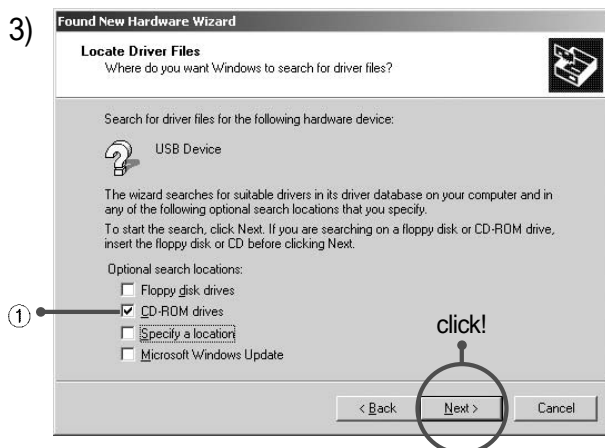 3)
Found New Hardware Wizard
Locate Driver Files
Where do you want Windows to search for driver files?
Search for driver files for the following hardware device:
USB Device
The wizard searches for suitable drivers in its driver database on your computer and in
any of the following optional search locations that you specify.
To start the search, click Next. If you are searching on a floppy disk or CD-ROM drive,
insert the floppy disk or CD before clicking Next.
Optional search locations:
Floppy disk drives
① CD-ROM drives
Specify a location
Microsoft Windows Update
click!
< Back Next > Cancel